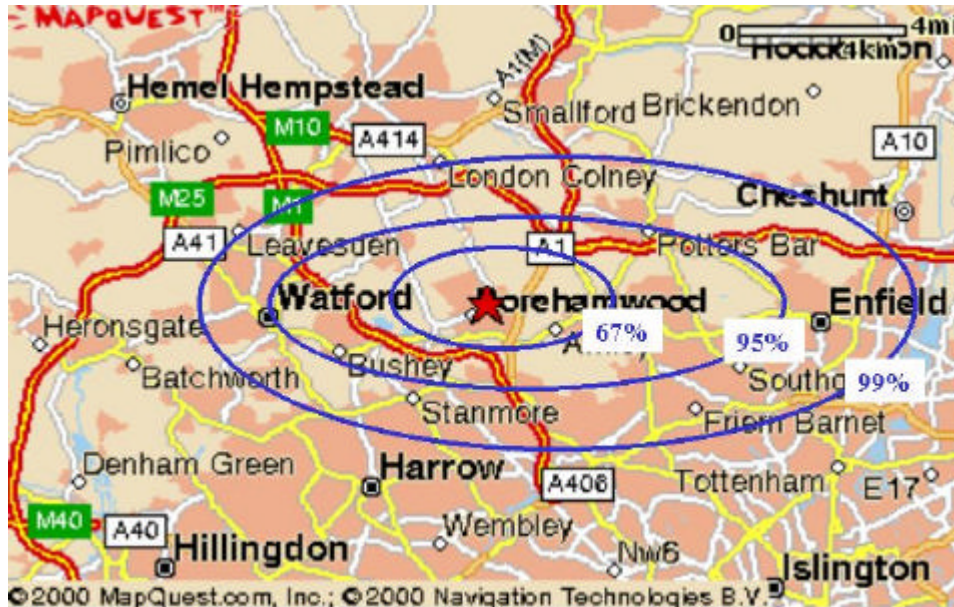 MAPQUEST
0 4mi
4km
Hoddesdon
A1(M)
Hemel Hempstead
Smallford
Brickendon
M10
A414
A10
Pimlico
London Colney
Cheshunt
M25
M1
A41
Leavesden
A1
Potters Bar
Watford
Borehamwood
Enfield
Heronsgate
67%
95%
Bushey
Batchworth
99%
Stanmore
Friern Barnet
Denham Green
Harrow
A406
Tottenham
E17
M40
A40
Wembley
Hillingdon
Nw6
Islington
©2000 MapQuest.com, Inc.; ©2000 Navigation Technologies B.V.